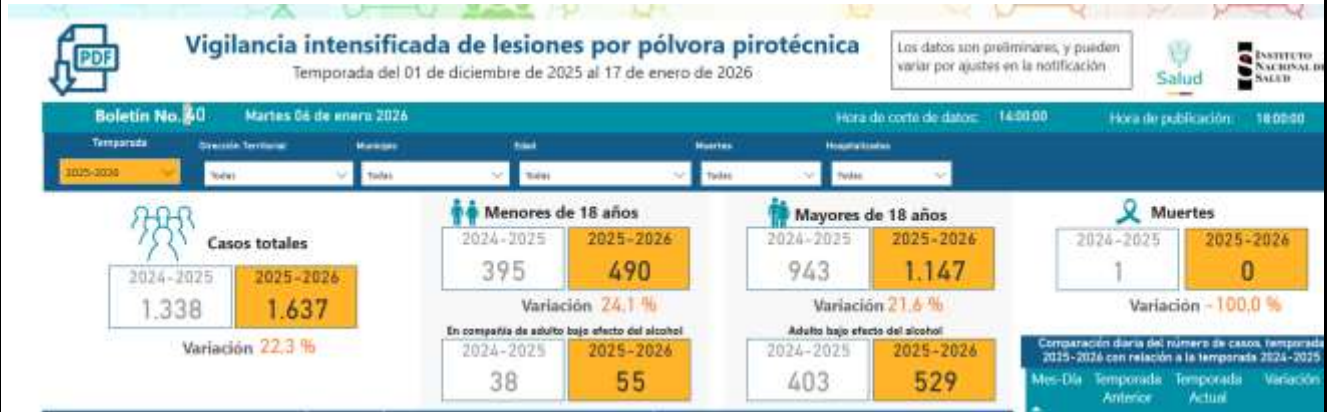 PDF
Vigilancia intensificada de lesiones por pólvora pirotécnica
Temporada del 01 de diciembre de 2025 al 17 de enero de 2026
Los datos son preliminares, y pueden
variar por ajustes en la notificación
Salud
INSTITUTO
NACIONAL DE
SALUD
Boletín No. 40 Martes 06 de enero 2026 Hora de corte de datos: 14:00:00 Hora de publicación: 18:00:00
Temporada Dirección Territorial Municipio Edad Muertes Hospitalizados
2025-2026 Todas Todas Todas Todas Todas
Casos totales
2024-2025 2025-2026
1.338 1.637
Variación 22,3 %
Menores de 18 años
2024-2025 2025-2026
395 490
Variación 24,1 %
En compañía de adulto bajo efecto del alcohol
2024-2025 2025-2026
38 55
Mayores de 18 años
2024-2025 2025-2026
943 1.147
Variación 21,6 %
Adulto bajo efecto del alcohol
2024-2025 2025-2026
403 529
Muertes
2024-2025 2025-2026
1 0
Variación -100,0 %
Comparación diaria del número de casos, temporada
2025-2026 con relación a la temporada 2024-2025
Mes-Día Temporada Temporada Variación
Anterior Actual